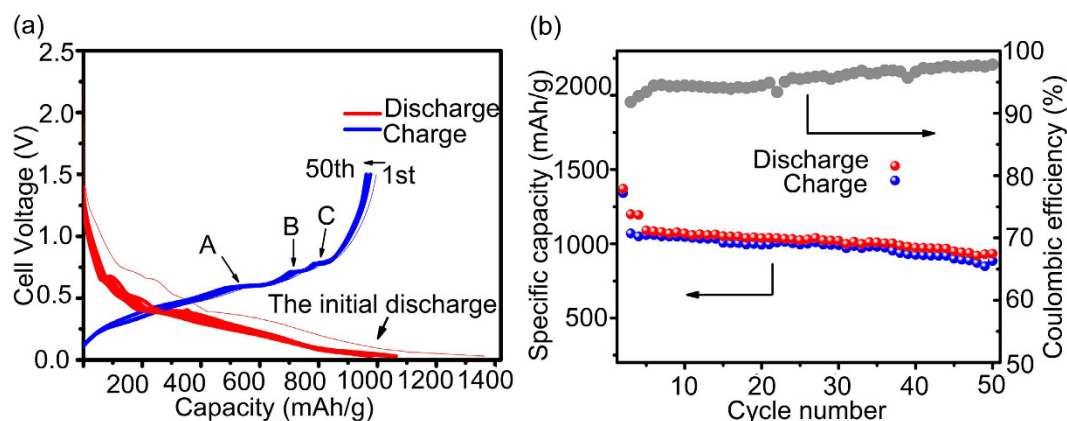 (a)
2.5
2.0
1.5
1.0
0.5
0.0
Cell Voltage (V)
Discharge
Charge
50th
1st
A
B
C
The initial discharge
200 400 600 800 1000 1200 1400
Capacity (mAh/g)
(b)
2000
1500
1000
500
Specific capacity (mAh/g)
Discharge
Charge
100
90
80
70
60
50
Coulombic efficiency (%)
10 20 30 40 50
Cycle number